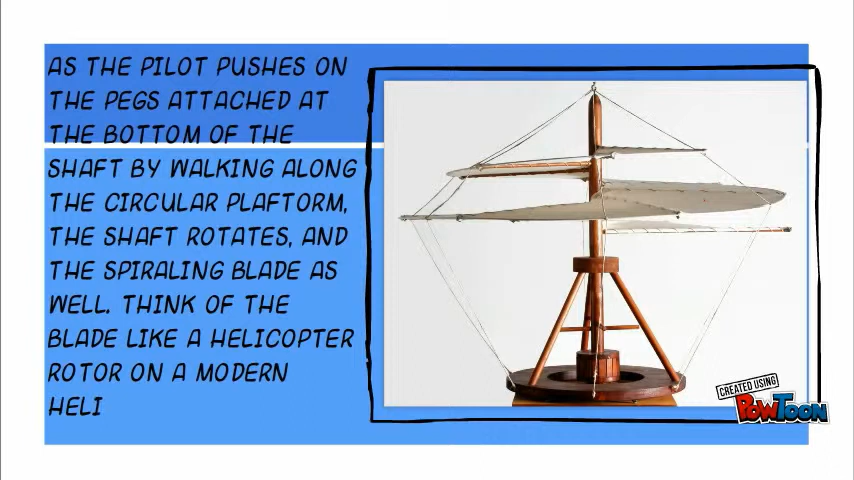 AS THE PILOT PUSHES ON
THE PEGS ATTACHED AT
THE BOTTOM OF THE
SHAFT BY WALKING ALONG
THE CIRCULAR PLAFTORM,
THE SHAFT ROTATES, AND
THE SPIRALING BLADE AS
WELL. THINK OF THE
BLADE LIKE A HELICOPTER
ROTOR ON A MODERN
HELI
CREATED USING
POWTOON